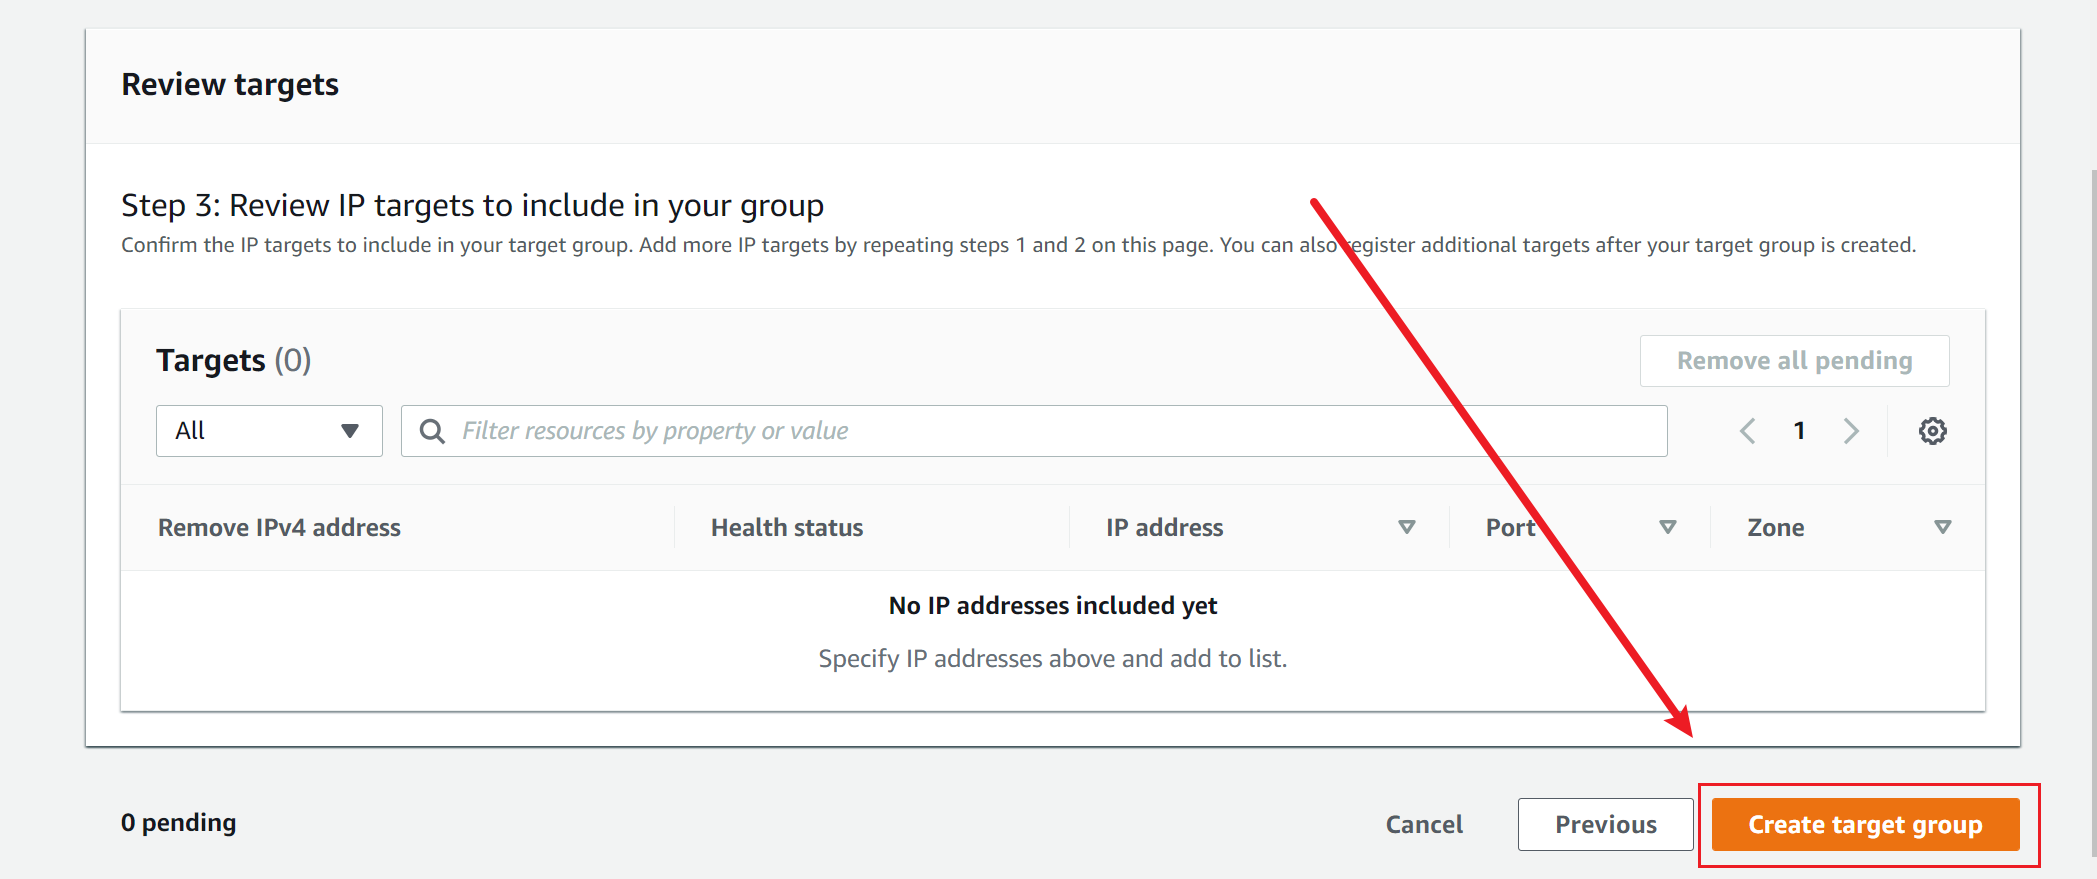 Review targets
Step 3: Review IP targets to include in your group
Confirm the IP targets to include in your target group. Add more IP targets by repeating steps 1 and 2 on this page. You can also register additional targets after your target group is created.
Targets (0)
Remove all pending
All
Filter resources by property or value
1
Remove IPv4 address Health status IP address Port Zone
No IP addresses included yet
Specify IP addresses above and add to list.
0 pending
Cancel
Previous
Create target group